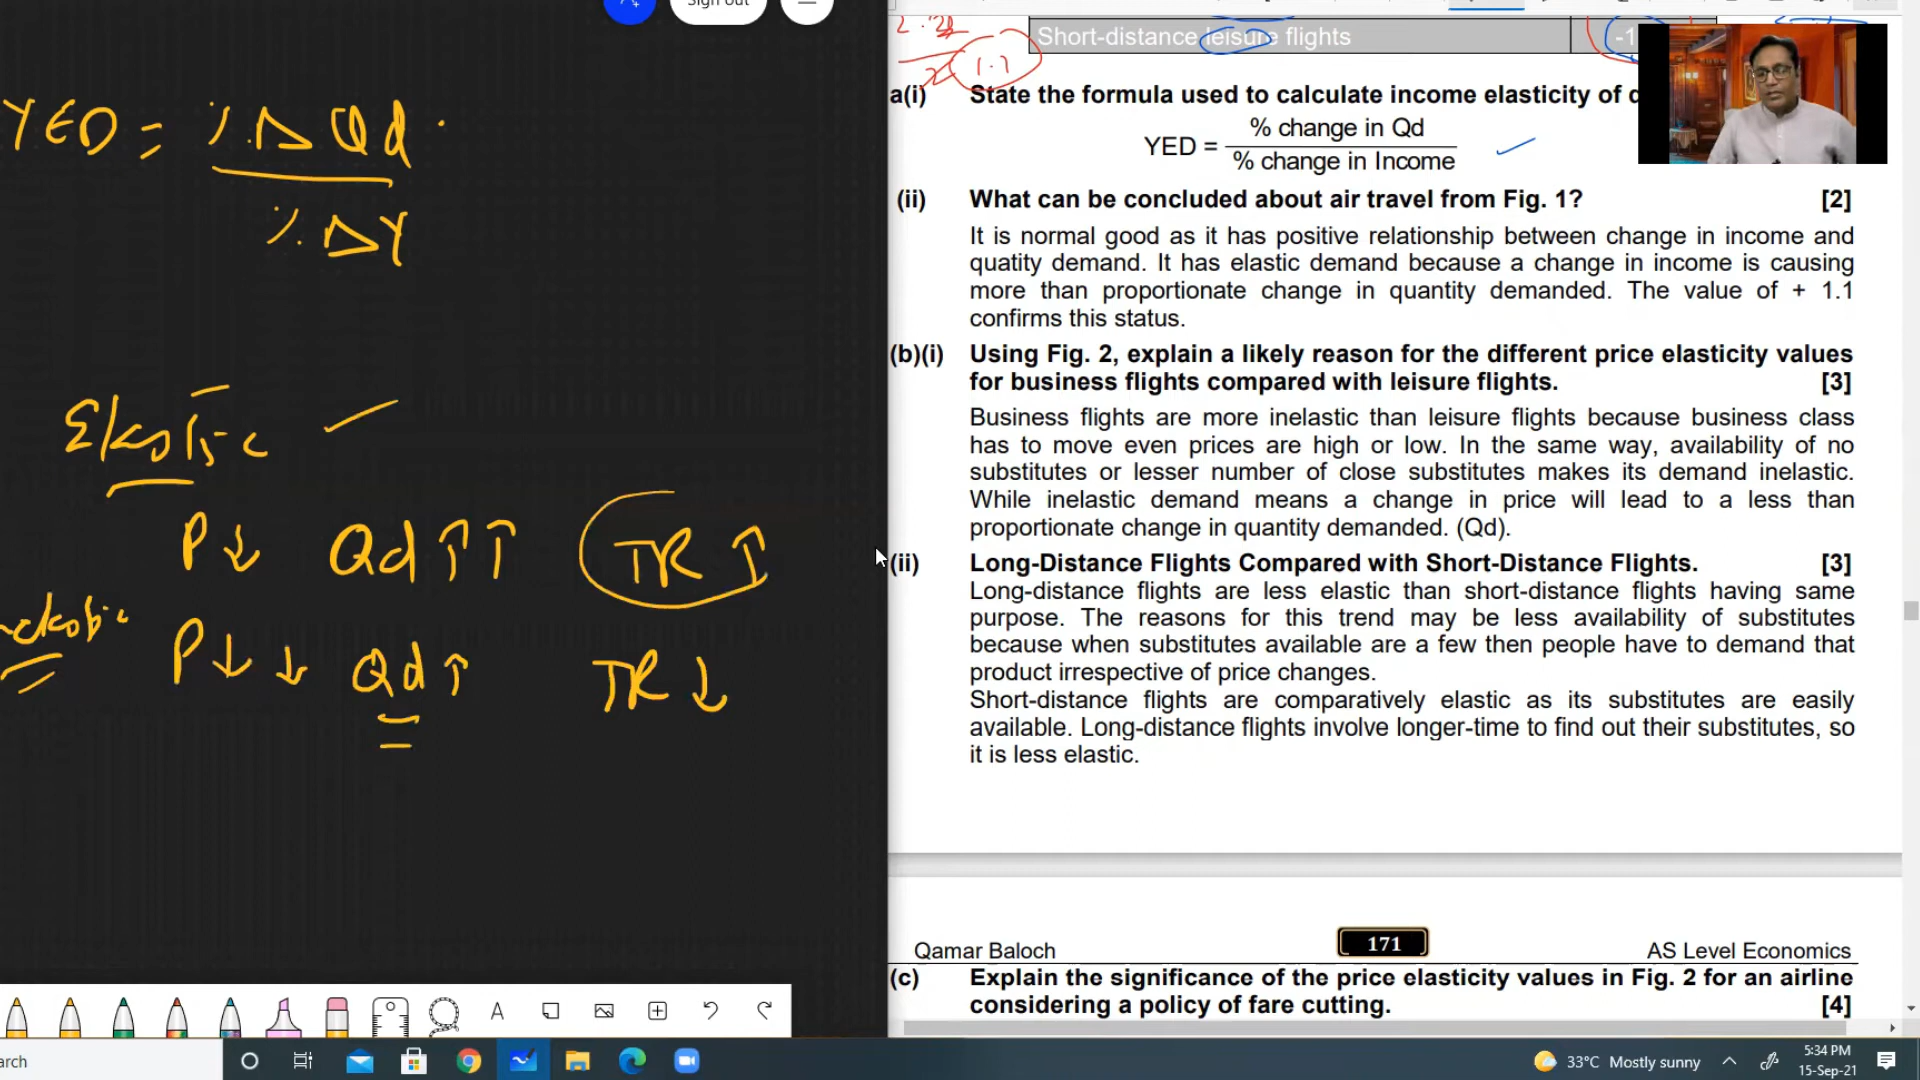 Sign out
YED = % Δ Qd
% Δ Y
Elastic
P ↓ Qd ↑ ↑ TR ↑
P ↓ ↓ Qd ↑ TR ↓
1.1
Short-distance leisure flights
-1
a(i) State the formula used to calculate income elasticity of d
YED = % change in Qd
% change in Income
(ii) What can be concluded about air travel from Fig. 1? [2]
It is normal good as it has positive relationship between change in income and
quatity demand. It has elastic demand because a change in income is causing
more than proportionate change in quantity demanded. The value of + 1.1
confirms this status.
(b)(i) Using Fig. 2, explain a likely reason for the different price elasticity values
for business flights compared with leisure flights. [3]
Business flights are more inelastic than leisure flights because business class
has to move even prices are high or low. In the same way, availability of no
substitutes or lesser number of close substitutes makes its demand inelastic.
While inelastic demand means a change in price will lead to a less than
proportionate change in quantity demanded. (Qd).
(ii) Long-Distance Flights Compared with Short-Distance Flights. [3]
Long-distance flights are less elastic than short-distance flights having same
purpose. The reasons for this trend may be less availability of substitutes
because when substitutes available are a few then people have to demand that
product irrespective of price changes.
Short-distance flights are comparatively elastic as its substitutes are easily
available. Long-distance flights involve longer-time to find out their substitutes, so
it is less elastic.
Qamar Baloch 171 AS Level Economics
(c) Explain the significance of the price elasticity values in Fig. 2 for an airline
considering a policy of fare cutting. [4]
arch
33°C Mostly sunny
5:34 PM
15-Sep-21